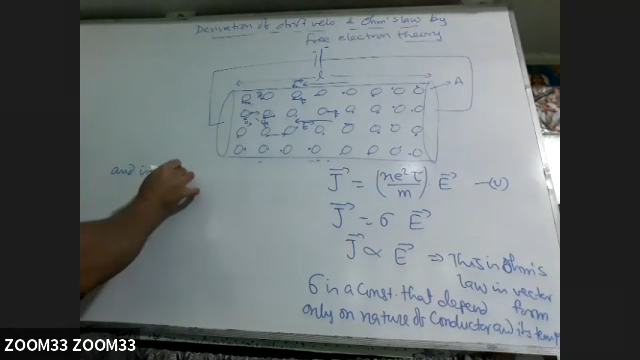 Derivation of drift velo & Ohm's law by
Free electron theory
l
A
and i
J⃗ = (ne²τ/m) · E⃗ —(v)
J⃗ = σ E⃗
J⃗ ∝ E⃗ ⇒ This is Ohm's
law in vector
form
σ is a const. that depend
only on nature of conductor and its temp
ZOOM33 ZOOM33